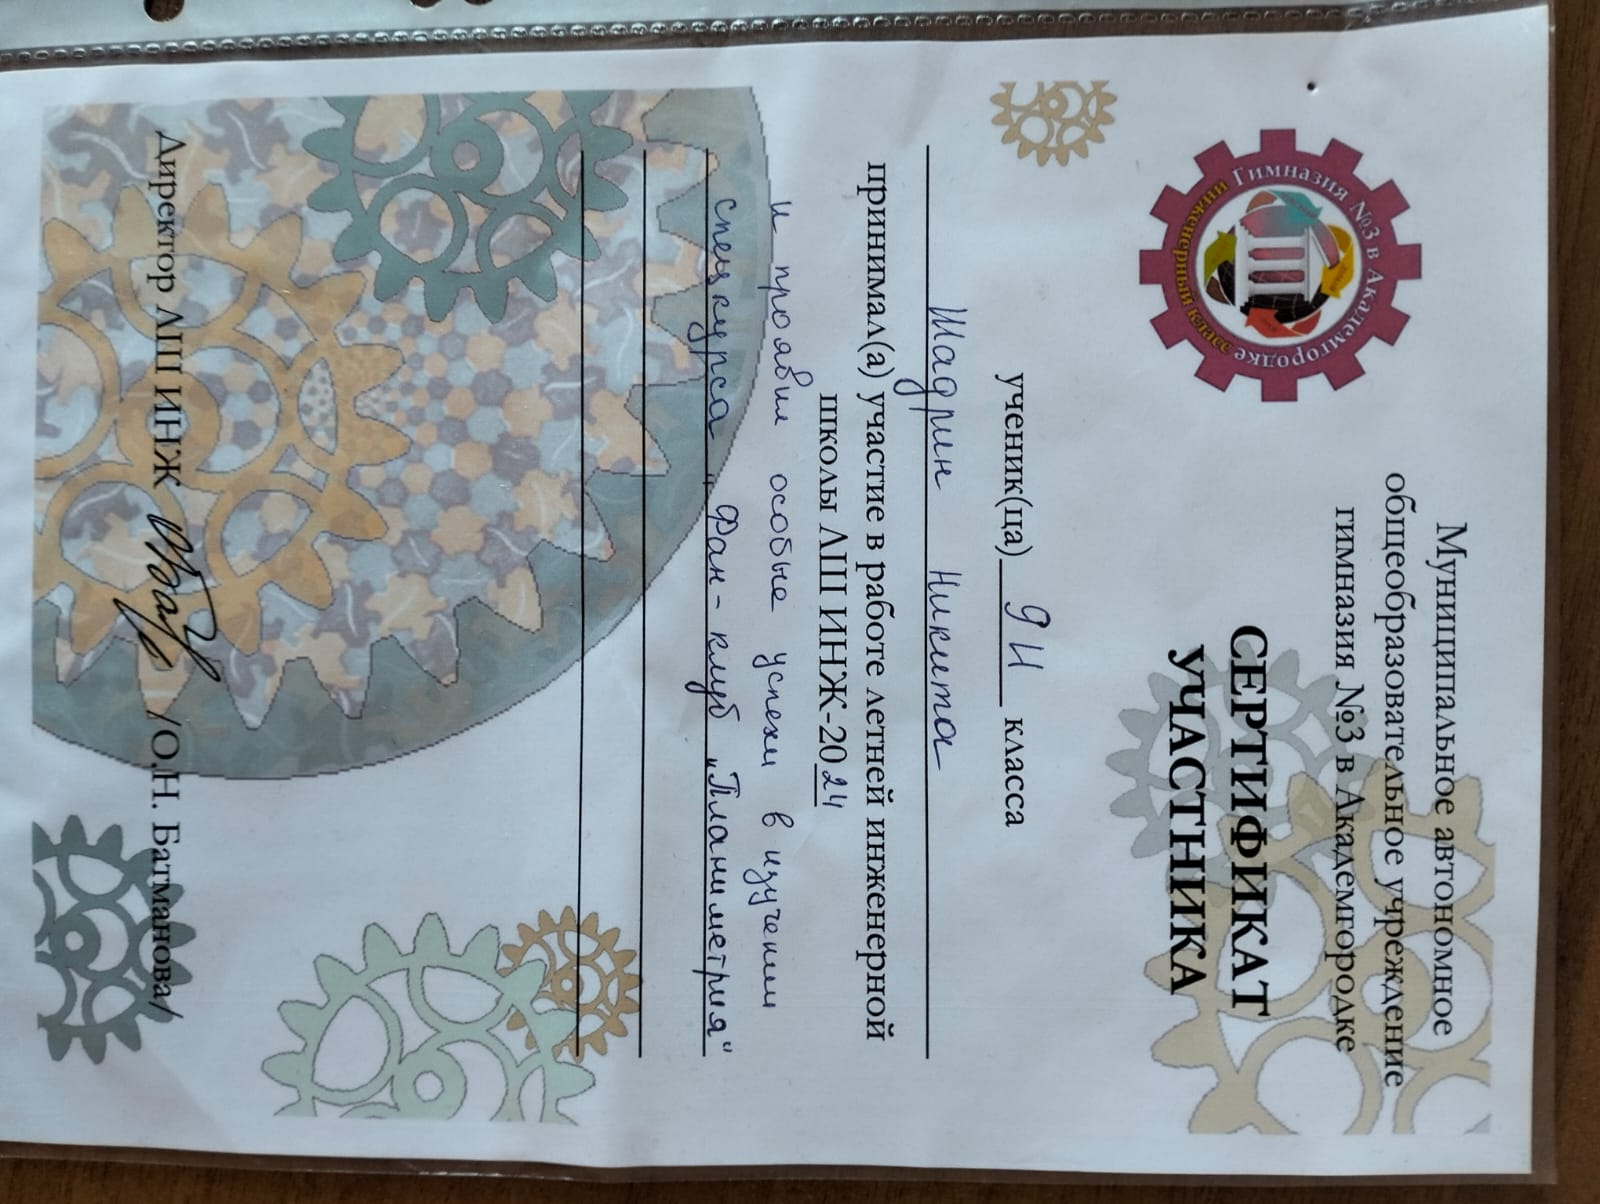 Муниципальное автономное
общеобразовательное учреждение
гимназия №3 в Академгородке
Гимназия №3 в Академгородке
инженерный класс
СЕРТИФИКАТ
УЧАСТНИКА
ученик(ца) 9И класса
Шадрин Никита
принимал(а) участие в работе летней инженерной
школы ЛШ ИНЖ-2024
и проявил особые успехи в изучении
спецкурса "Фан-клуб „Планиметрия"
Директор ЛШ ИНЖ /О.Н. Батманова/